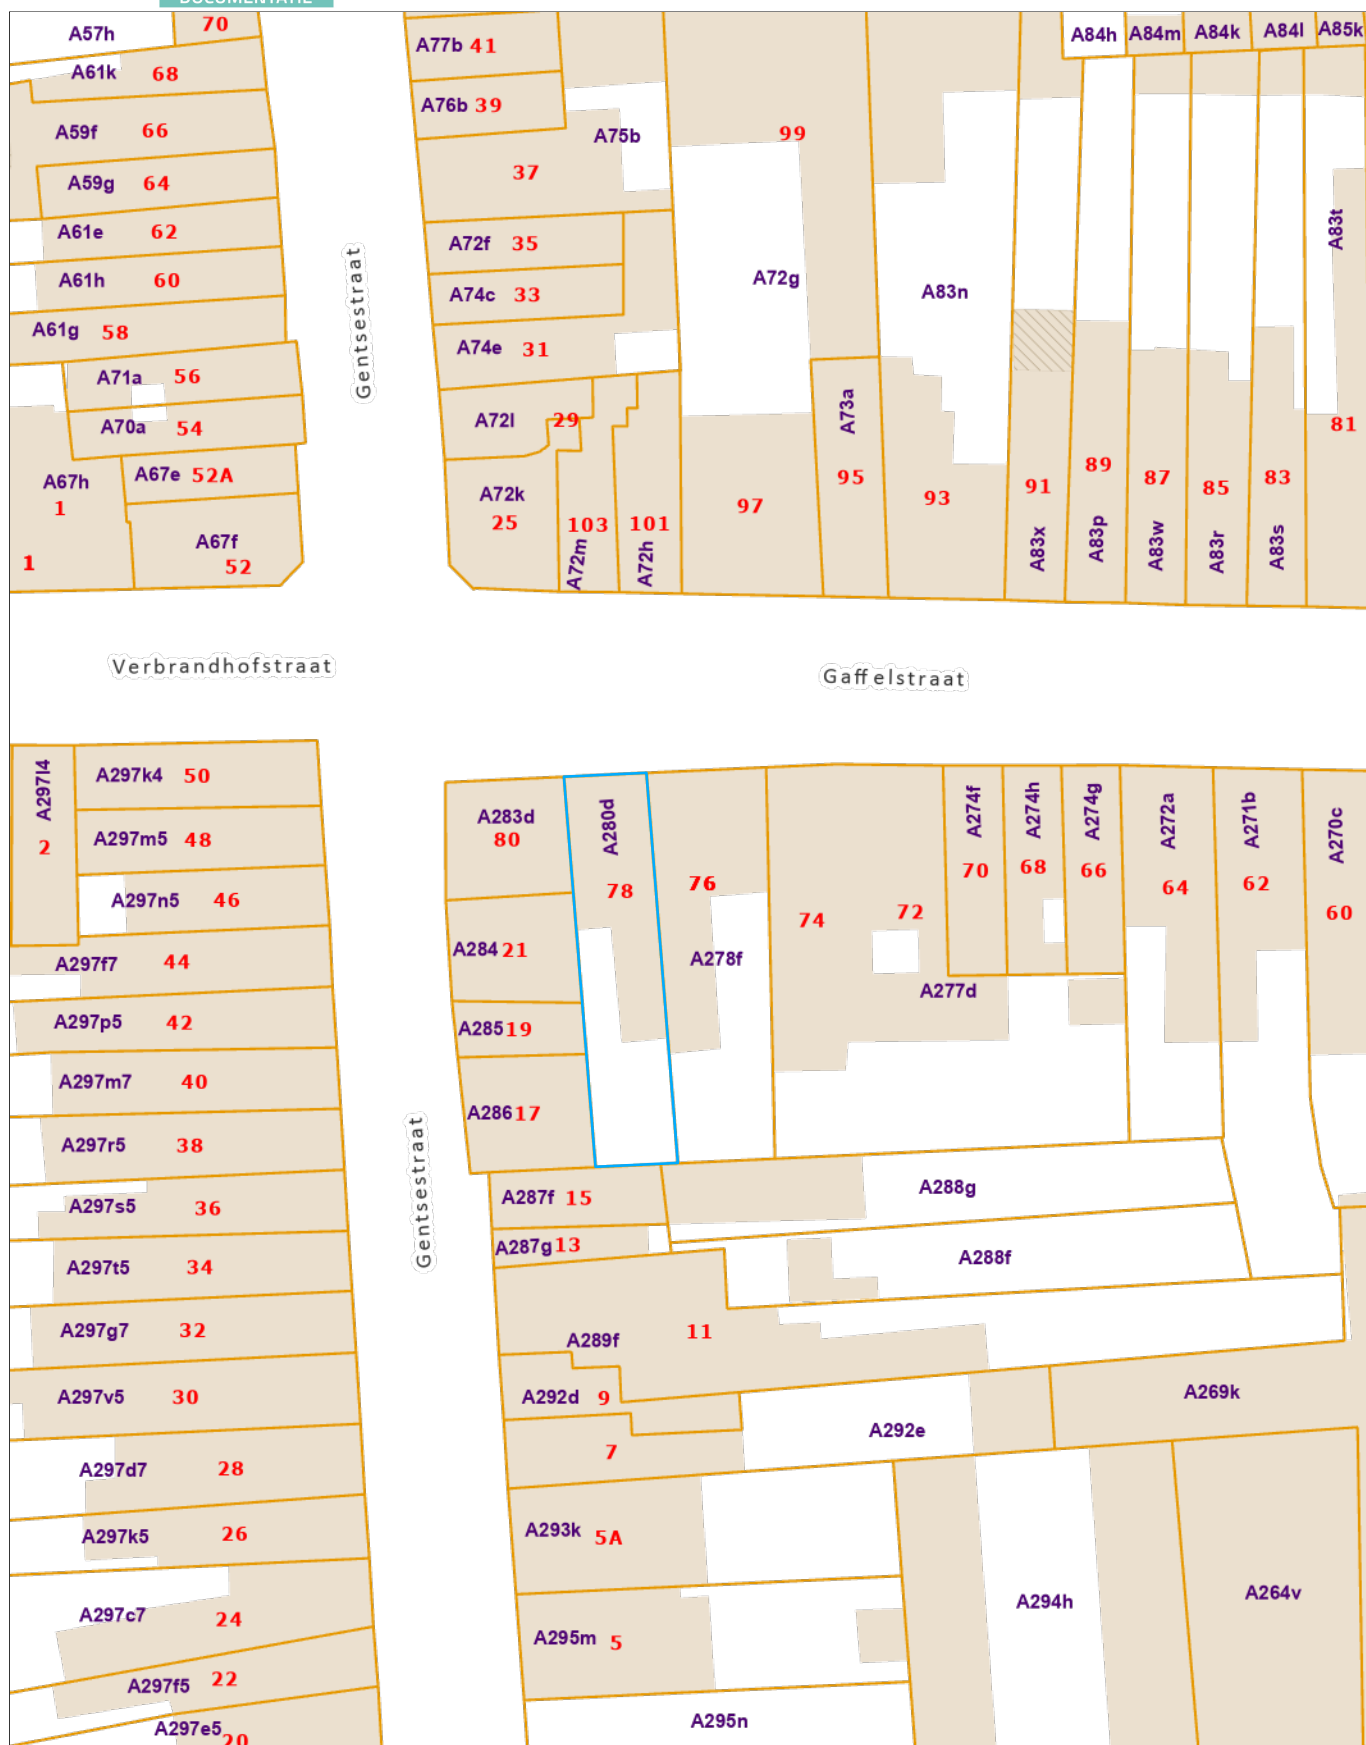 DOCUMENTATIE
A57h 70
A61k 68
A59f 66
A59g 64
A61e 62
A61h 60
A61g 58
A71a 56
A70a 54
A67e 52A
A67h
1
1
A67f
52
Gentsestraat
A77b 41
A76b 39
A75b
37
A72f 35
A74c 33
A74e 31
A72l 29
A72k
25
103
A72m
101
A72h
99
A72g
97
A73a
95
A83n
93
91
A83x
89
A83p
87
A83w
85
A83r
83
A83s
A84h
A84m
A84k
A84l
A85k
A83t
81
Verbrandhofstraat
Gaffelstraat
A297l4
2
A297k4 50
A297m5 48
A297n5 46
A297f7 44
A297p5 42
A297m7 40
A297r5 38
A297s5 36
A297t5 34
A297g7 32
A297v5 30
A297d7 28
A297k5 26
A297c7 24
A297f5 22
A297e5 20
Gentsestraat
A283d
80
A280d
78
76
A278f
74
72
A277d
A274f
70
A274h
68
A274g
66
A272a
64
A271b
62
A270c
60
A284 21
A285 19
A286 17
A287f 15
A288g
A287g 13
A288f
A289f 11
A292d 9
A269k
A292e
7
A293k 5A
A294h
A264v
A295m 5
A295n